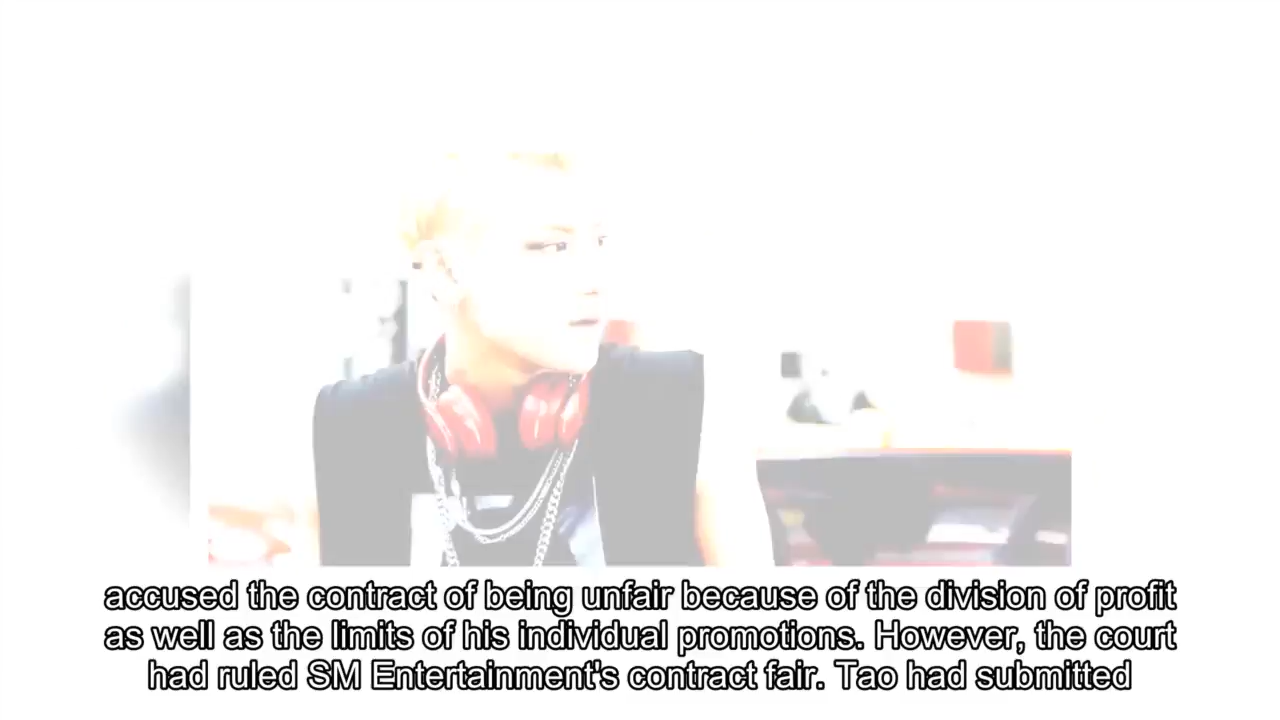 accused the contract of being unfair because of the division of profit
as well as the limits of his individual promotions. However, the court
had ruled SM Entertainment's contract fair. Tao had submitted